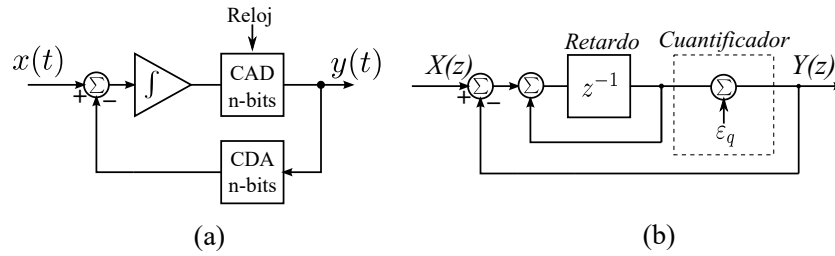 Reloj
x(t)
Σ
+
−
∫
CAD
n-bits
y(t)
CDA
n-bits
(a)
Retardo
Cuantificador
X(z)
Σ
+
−
Σ
z⁻¹
Σ
Y(z)
ε_q
(b)